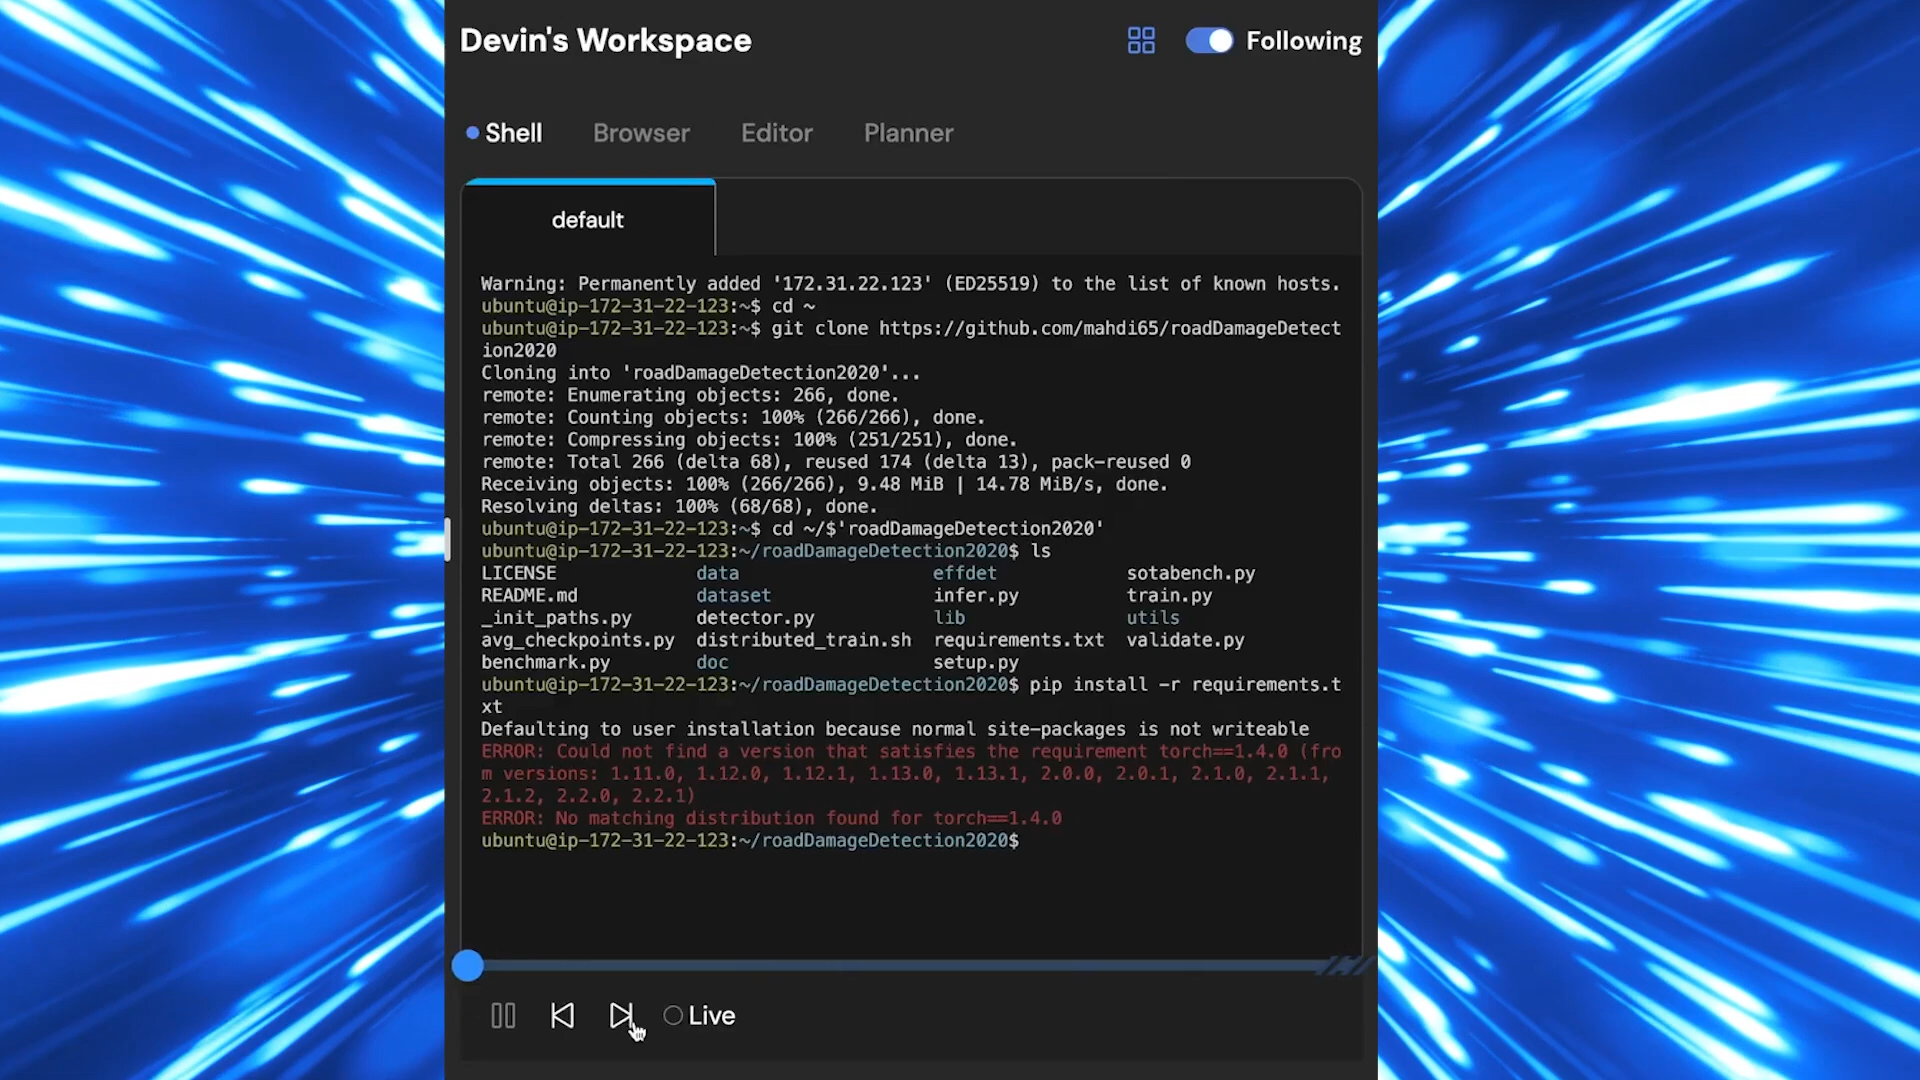 Devin's Workspace
Following
Shell Browser Editor Planner
default
Warning: Permanently added '172.31.22.123' (ED25519) to the list of known hosts.
ubuntu@ip-172-31-22-123:~$ cd ~
ubuntu@ip-172-31-22-123:~$ git clone https://github.com/mahdi65/roadDamageDetect
ion2020
Cloning into 'roadDamageDetection2020'...
remote: Enumerating objects: 266, done.
remote: Counting objects: 100% (266/266), done.
remote: Compressing objects: 100% (251/251), done.
remote: Total 266 (delta 68), reused 174 (delta 13), pack-reused 0
Receiving objects: 100% (266/266), 9.48 MiB | 14.78 MiB/s, done.
Resolving deltas: 100% (68/68), done.
ubuntu@ip-172-31-22-123:~$ cd ~/$'roadDamageDetection2020'
ubuntu@ip-172-31-22-123:~/roadDamageDetection2020$ ls
LICENSE data effdet sotabench.py
README.md dataset infer.py train.py
_init_paths.py detector.py lib utils
avg_checkpoints.py distributed_train.sh requirements.txt validate.py
benchmark.py doc setup.py
ubuntu@ip-172-31-22-123:~/roadDamageDetection2020$ pip install -r requirements.t
xt
Defaulting to user installation because normal site-packages is not writeable
ERROR: Could not find a version that satisfies the requirement torch==1.4.0 (fro
m versions: 1.11.0, 1.12.0, 1.12.1, 1.13.0, 1.13.1, 2.0.0, 2.0.1, 2.1.0, 2.1.1,
2.1.2, 2.2.0, 2.2.1)
ERROR: No matching distribution found for torch==1.4.0
ubuntu@ip-172-31-22-123:~/roadDamageDetection2020$
Live